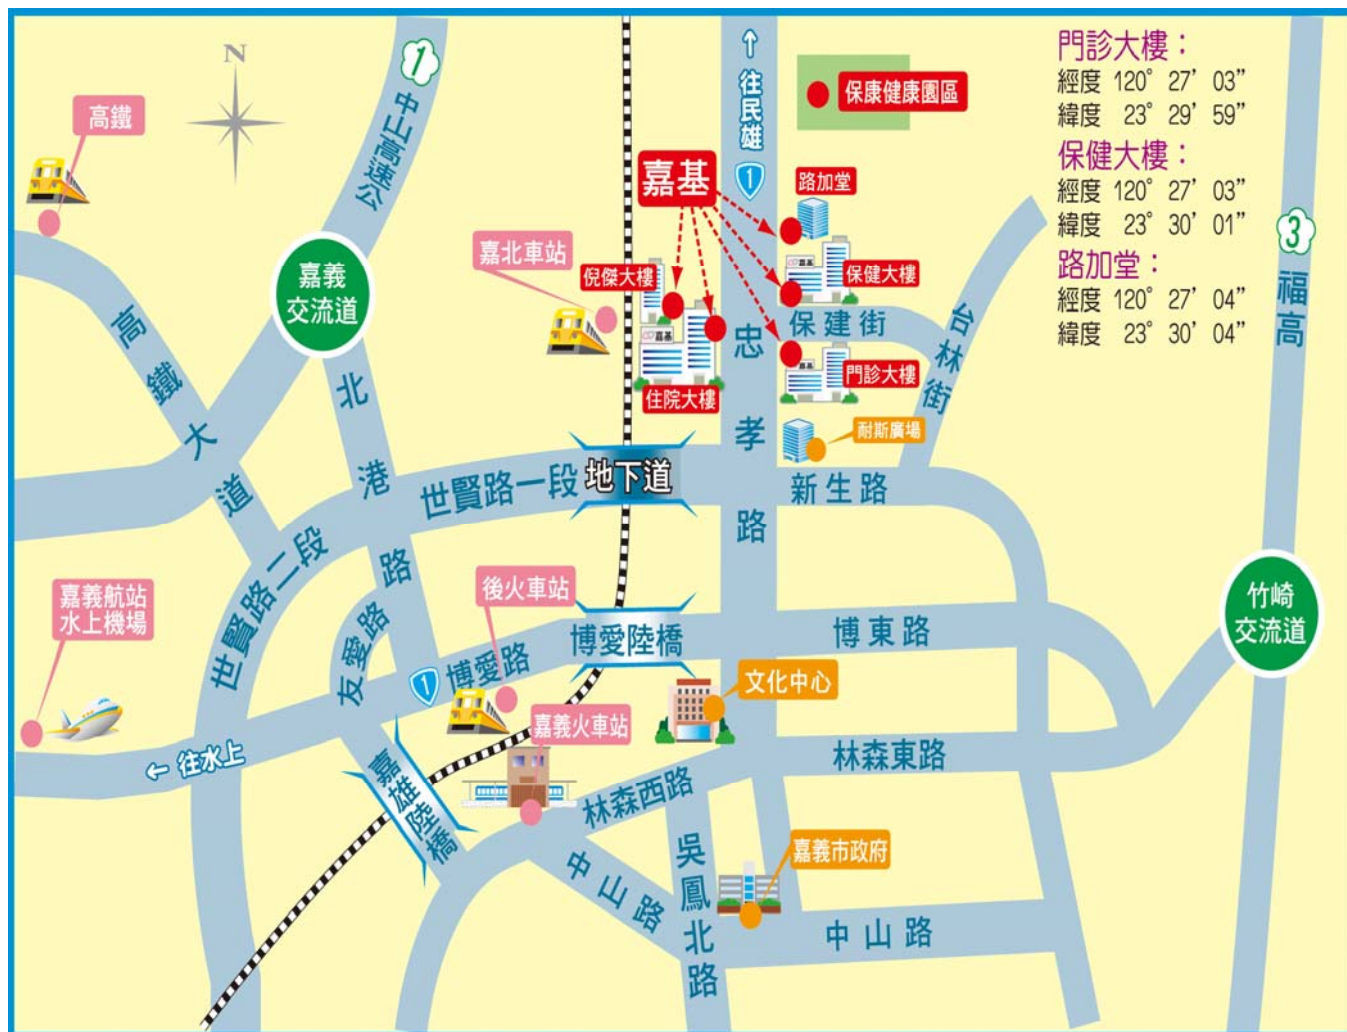 N
1
中山高速公
高鐵
嘉義
交流道
高鐵大道
北港路
世賢路一段
世賢路二段
地下道
友愛路
嘉北車站
↑往民雄
1
保康健康園區
嘉基
路加堂
倪傑大樓
保健大樓
嘉基
嘉基
保建街
門診大樓
嘉基
住院大樓
耐斯廣場
忠孝路
新生路
台林街
門診大樓：
經度 120° 27’ 03”
緯度 23° 29’ 59”
保健大樓：
經度 120° 27’ 03”
緯度 23° 30’ 01”
路加堂：
經度 120° 27’ 04”
緯度 23° 30’ 04”
3
福高
竹崎
交流道
嘉義航站
水上機場
後火車站
1
博愛路
博愛陸橋
博東路
文化中心
嘉義火車站
←往水上
嘉雄陸橋
林森西路
林森東路
中山路
吳鳳北路
嘉義市政府
中山路